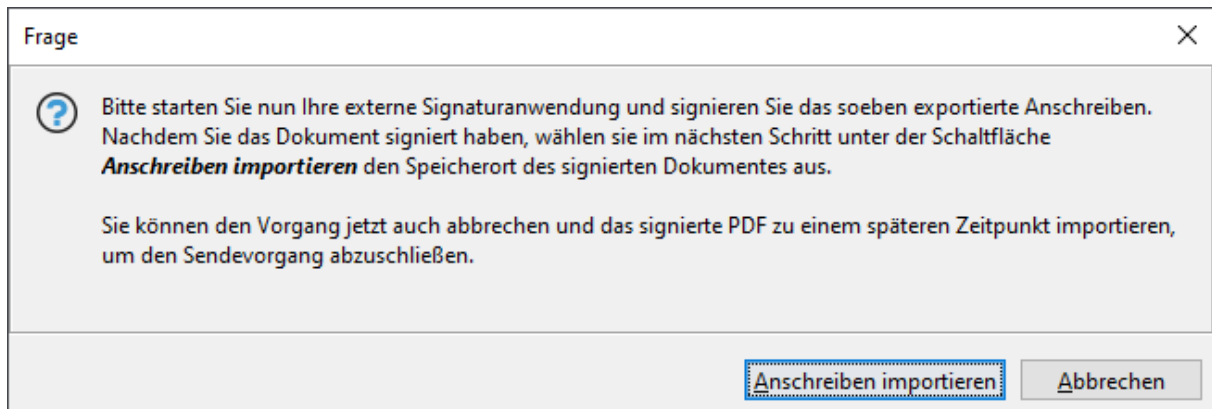 Frage
Bitte starten Sie nun Ihre externe Signaturanwendung und signieren Sie das soeben exportierte Anschreiben.
Nachdem Sie das Dokument signiert haben, wählen sie im nächsten Schritt unter der Schaltfläche
Anschreiben importieren den Speicherort des signierten Dokumentes aus.
Sie können den Vorgang jetzt auch abbrechen und das signierte PDF zu einem späteren Zeitpunkt importieren,
um den Sendevorgang abzuschließen.
Anschreiben importieren
Abbrechen